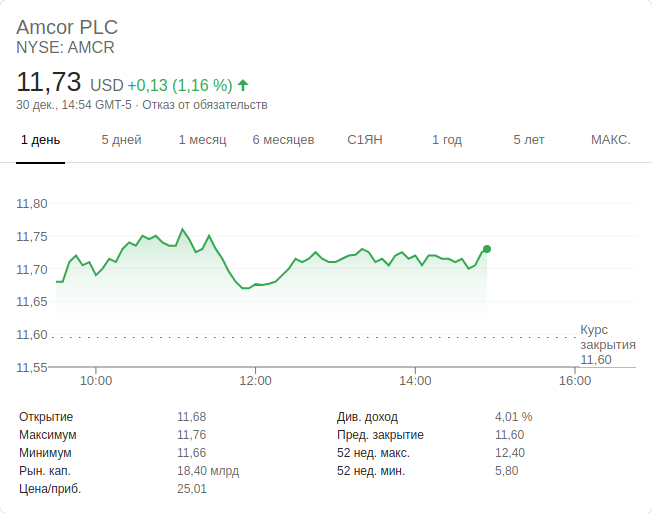 Amcor PLC
NYSE: AMCR
11,73 USD +0,13 (1,16 %)
30 дек., 14:54 GMT-5 · Отказ от обязательств
1 день 5 дней 1 месяц 6 месяцев С1ЯН 1 год 5 лет МАКС.
11,80
11,75
11,70
11,65
11,60
11,55
Курс
закрытия
11,60
10:00 12:00 14:00 16:00
Открытие 11,68 Див. доход 4,01 %
Максимум 11,76 Пред. закрытие 11,60
Минимум 11,66 52 нед. макс. 12,40
Рын. кап. 18,40 млрд 52 нед. мин. 5,80
Цена/приб. 25,01